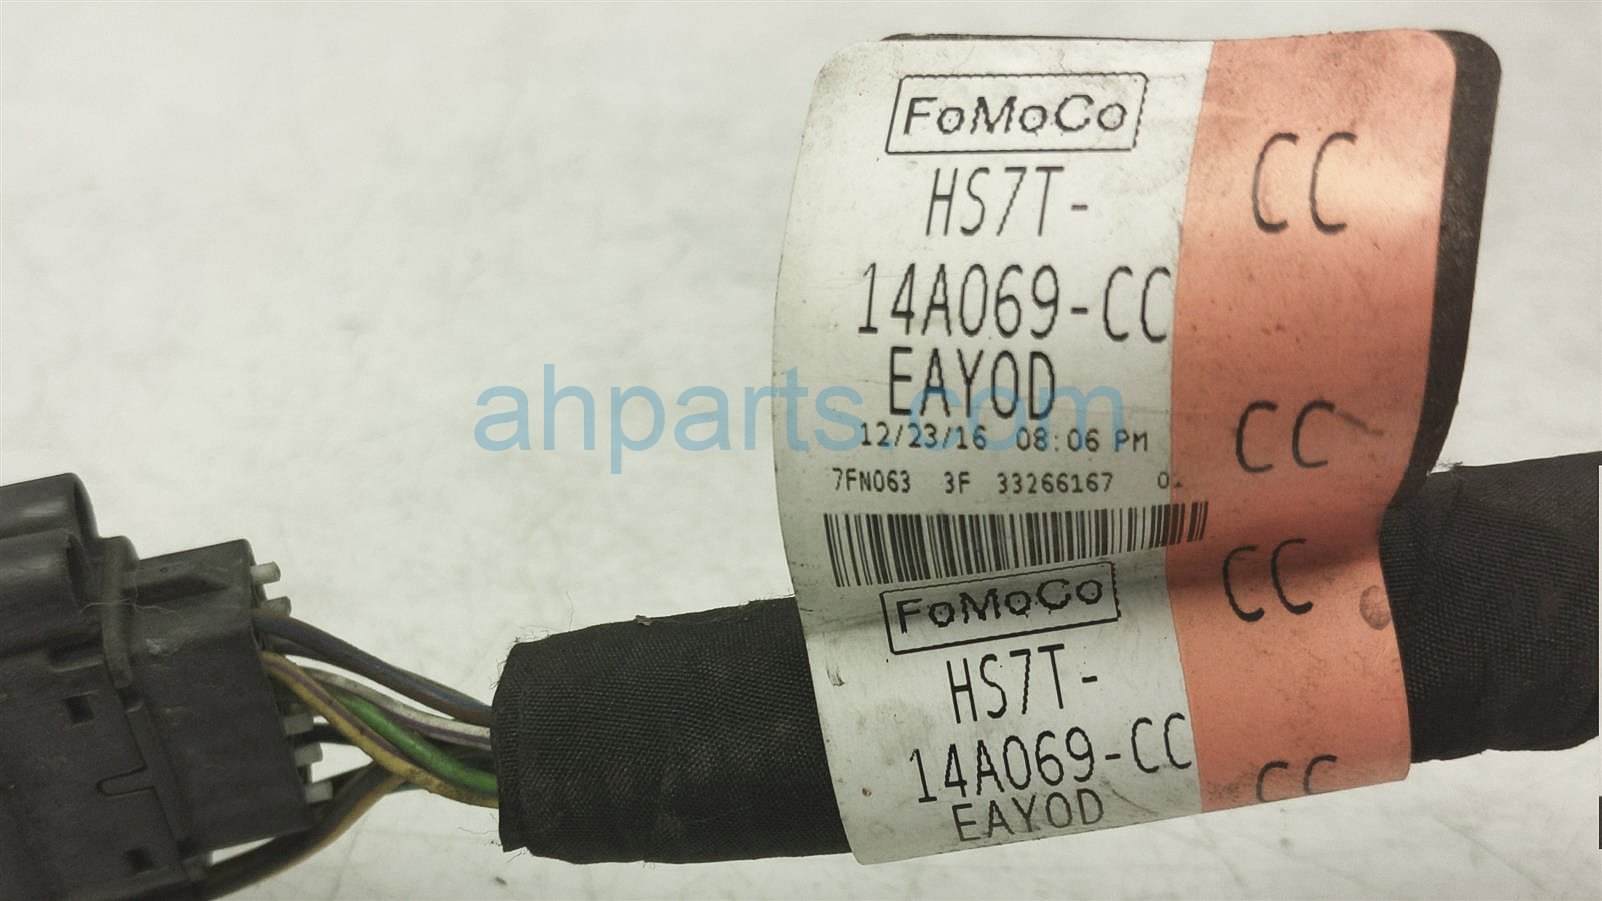 FoMoCo
HS7T-
14A069-CC
EAYOD
12/23/16 08:06 PM
7FN063 3F 33266167
FoMoCo
HS7T-
14A069-CC
EAYOD
CC
CC
CC
CC
ahparts.com